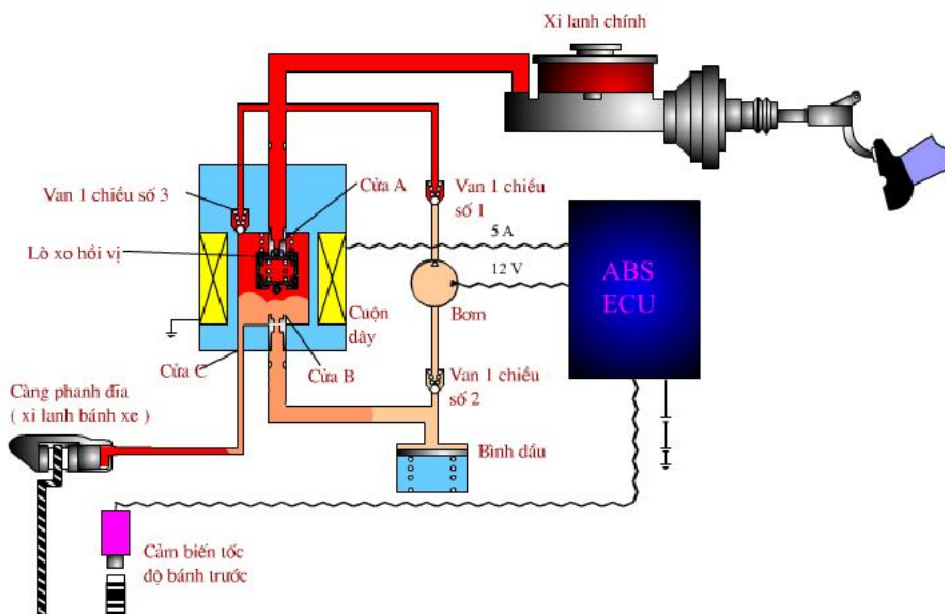 Xi lanh chính
Van 1 chiều số 3
Cửa A
Van 1 chiều
số 1
Lò xo hồi vị
5 A
12 V
ABS
ECU
Cuộn
dây
Bơm
Cửa C
Cửa B
Van 1 chiều
số 2
Càng phanh đĩa
( xi lanh bánh xe )
Bình dầu
Cảm biến tốc
độ bánh trước